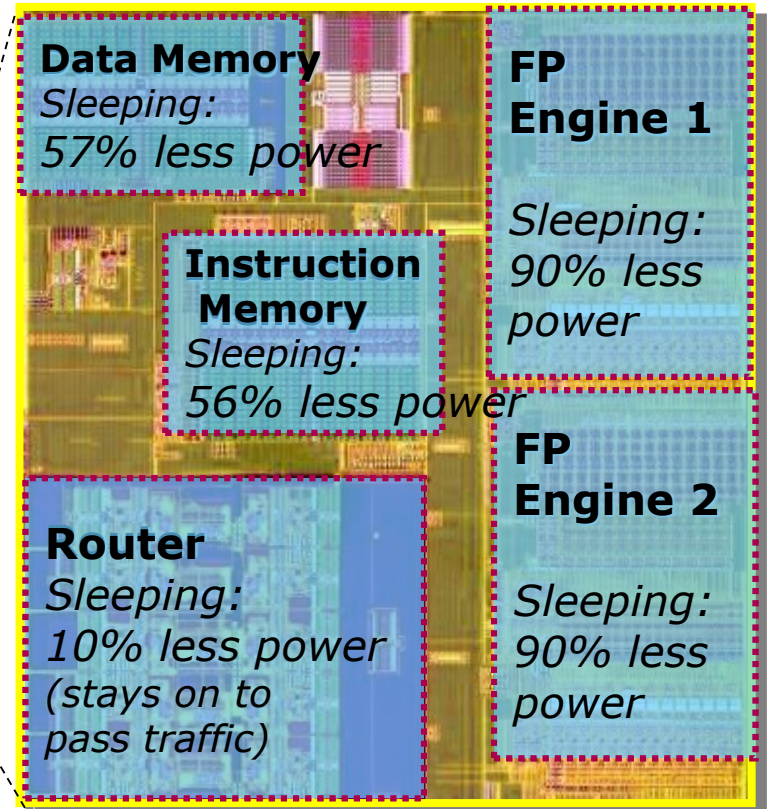 Data Memory
Sleeping:
57% less power
FP
Engine 1
Sleeping:
90% less
power
Instruction
Memory
Sleeping:
56% less power
FP
Engine 2
Sleeping:
90% less
power
Router
Sleeping:
10% less power
(stays on to
pass traffic)